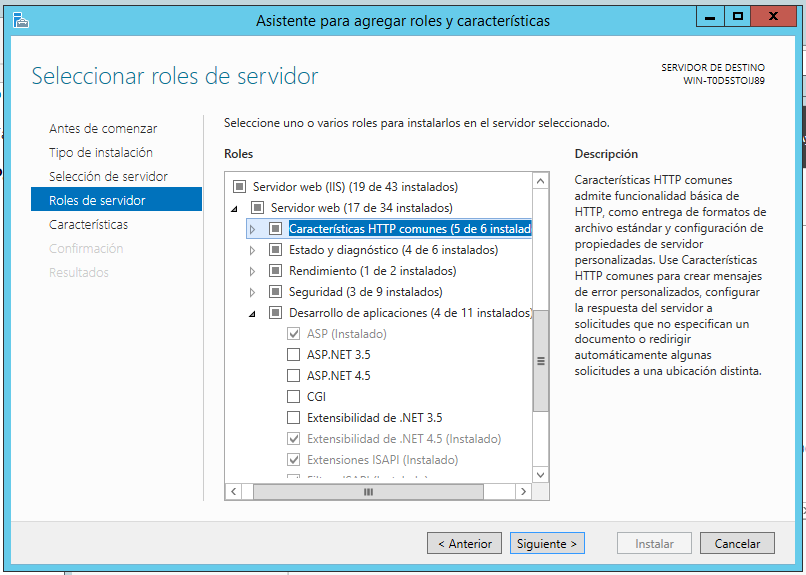 Asistente para agregar roles y características
Seleccionar roles de servidor
SERVIDOR DE DESTINO
WIN-T0D5STOIJ89
Antes de comenzar
Tipo de instalación
Selección de servidor
Roles de servidor
Características
Confirmación
Resultados
Seleccione uno o varios roles para instalarlos en el servidor seleccionado.
Roles
Servidor web (IIS) (19 de 43 instalados)
Servidor web (17 de 34 instalados)
Características HTTP comunes (5 de 6 instalad
Estado y diagnóstico (4 de 6 instalados)
Rendimiento (1 de 2 instalados)
Seguridad (3 de 9 instalados)
Desarrollo de aplicaciones (4 de 11 instalados)
ASP (Instalado)
ASP.NET 3.5
ASP.NET 4.5
CGI
Extensibilidad de .NET 3.5
Extensibilidad de .NET 4.5 (Instalado)
Extensiones ISAPI (Instalado)
Descripción
Características HTTP comunes
admite funcionalidad básica de
HTTP, como entrega de formatos de
archivo estándar y configuración de
propiedades de servidor
personalizadas. Use Características
HTTP comunes para crear mensajes
de error personalizados, configurar
la respuesta del servidor a
solicitudes que no especifican un
documento o redirigir
automáticamente algunas
solicitudes a una ubicación distinta.
< Anterior
Siguiente >
Instalar
Cancelar